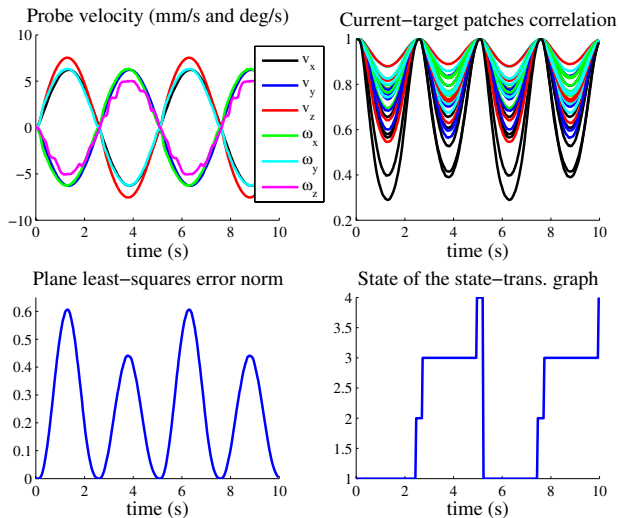 Probe velocity (mm/s and deg/s)
10
5
0
−5
−10
0 2 4 6 8 10
time (s)
v_x
v_y
v_z
ω_x
ω_y
ω_z
Current−target patches correlation
1
0.8
0.6
0.4
0.2
0 2 4 6 8 10
time (s)
Plane least−squares error norm
0.6
0.5
0.4
0.3
0.2
0.1
0
0 2 4 6 8 10
time (s)
State of the state−trans. graph
4
3.5
3
2.5
2
1.5
1
0 2 4 6 8 10
time (s)